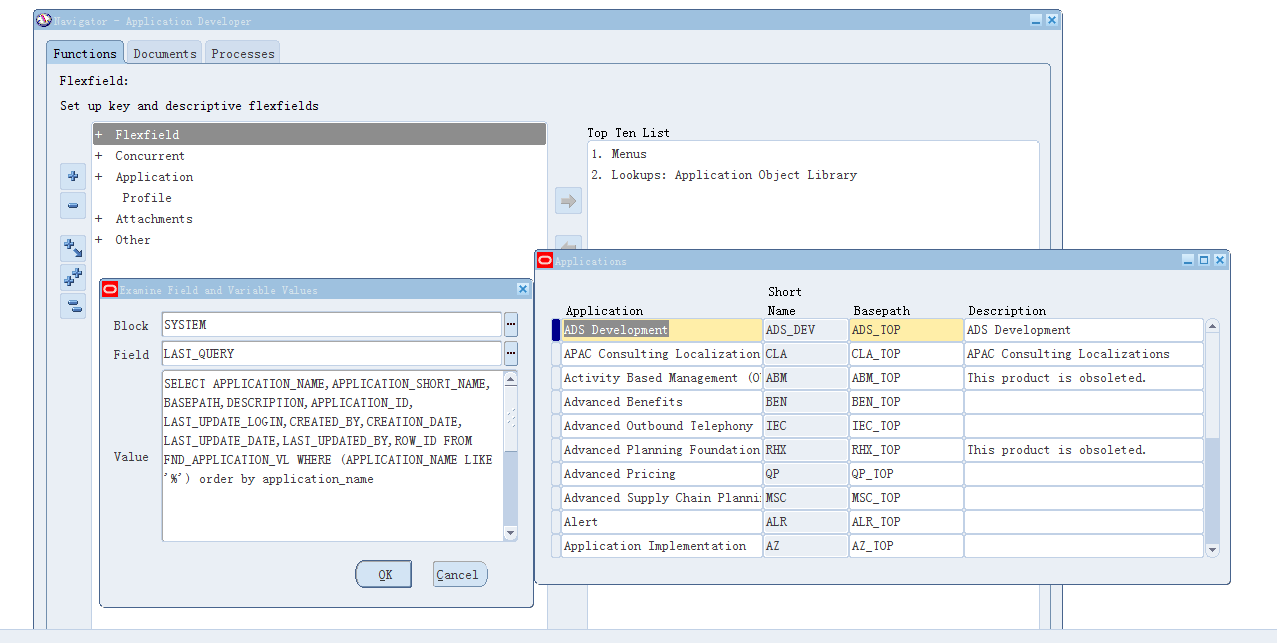 Navigator - Application Developer
Functions Documents Processes
Flexfield:
Set up key and descriptive flexfields
+ Flexfield
+ Concurrent
+ Application
Profile
+ Attachments
+ Other
Top Ten List
1. Menus
2. Lookups: Application Object Library
Examine Field and Variable Values
Block SYSTEM
Field LAST_QUERY
Value
SELECT APPLICATION_NAME,APPLICATION_SHORT_NAME,
BASEPATH,DESCRIPTION,APPLICATION_ID,
LAST_UPDATE_LOGIN,CREATED_BY,CREATION_DATE,
LAST_UPDATE_DATE,LAST_UPDATED_BY,ROW_ID FROM
FND_APPLICATION_VL WHERE (APPLICATION_NAME LIKE
'%') order by application_name
OK Cancel
Applications
Short
Application Name Basepath Description
ADS Development ADS_DEV ADS_TOP ADS Development
APAC Consulting Localization CLA CLA_TOP APAC Consulting Localizations
Activity Based Management (O ABM ABM_TOP This product is obsoleted.
Advanced Benefits BEN BEN_TOP
Advanced Outbound Telephony IEC IEC_TOP
Advanced Planning Foundation RHX RHX_TOP This product is obsoleted.
Advanced Pricing QP QP_TOP
Advanced Supply Chain Planni MSC MSC_TOP
Alert ALR ALR_TOP
Application Implementation AZ AZ_TOP